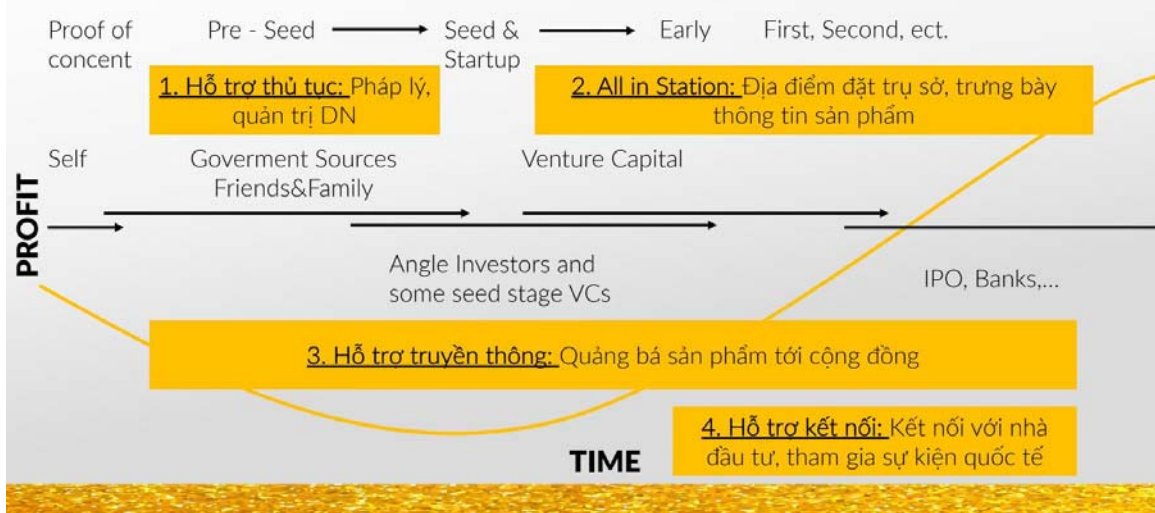 Proof of
concent
Pre - Seed
Seed &
Startup
Early
First, Second, ect.
1. Hỗ trợ thủ tục: Pháp lý,
quản trị DN
2. All in Station: Địa điểm đặt trụ sở, trưng bày
thông tin sản phẩm
Self
Goverment Sources
Friends&Family
Venture Capital
PROFIT
Angle Investors and
some seed stage VCs
IPO, Banks,...
3. Hỗ trợ truyền thông: Quảng bá sản phẩm tới cộng đồng
4. Hỗ trợ kết nối: Kết nối với nhà
đầu tư, tham gia sự kiện quốc tế
TIME